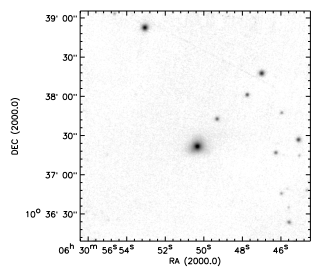 39' 00"
30"
38' 00"
30"
37' 00"
10° 36' 30"
06h 30m 56s 54s 52s 50s 48s 46s
RA (2000.0)
DEC (2000.0)